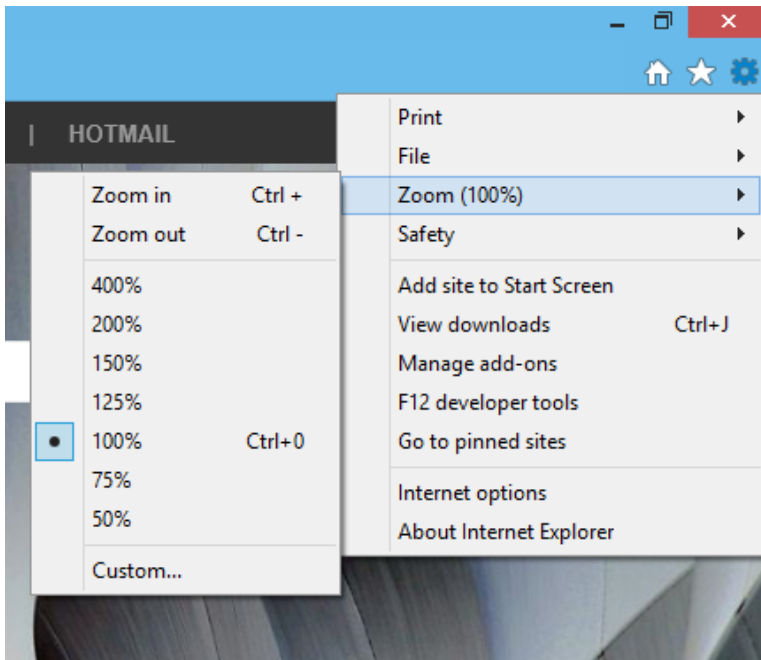 | HOTMAIL
Print
File
Zoom (100%)
Safety
Add site to Start Screen
View downloads Ctrl+J
Manage add-ons
F12 developer tools
Go to pinned sites
Internet options
About Internet Explorer
Zoom in Ctrl +
Zoom out Ctrl -
400%
200%
150%
125%
100% Ctrl+0
75%
50%
Custom...